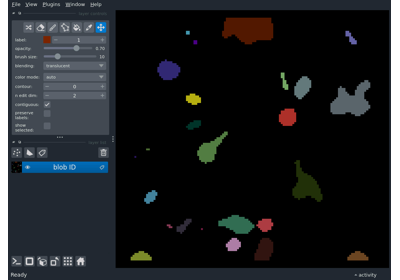 File View Plugins Window Help
label: 1
opacity: 0.70
brush size: 10
blending: translucent
color mode: auto
contour: 0
n edit dim: 2
contiguous:
preserve
labels:
show
selected:
blob ID
Ready
activity